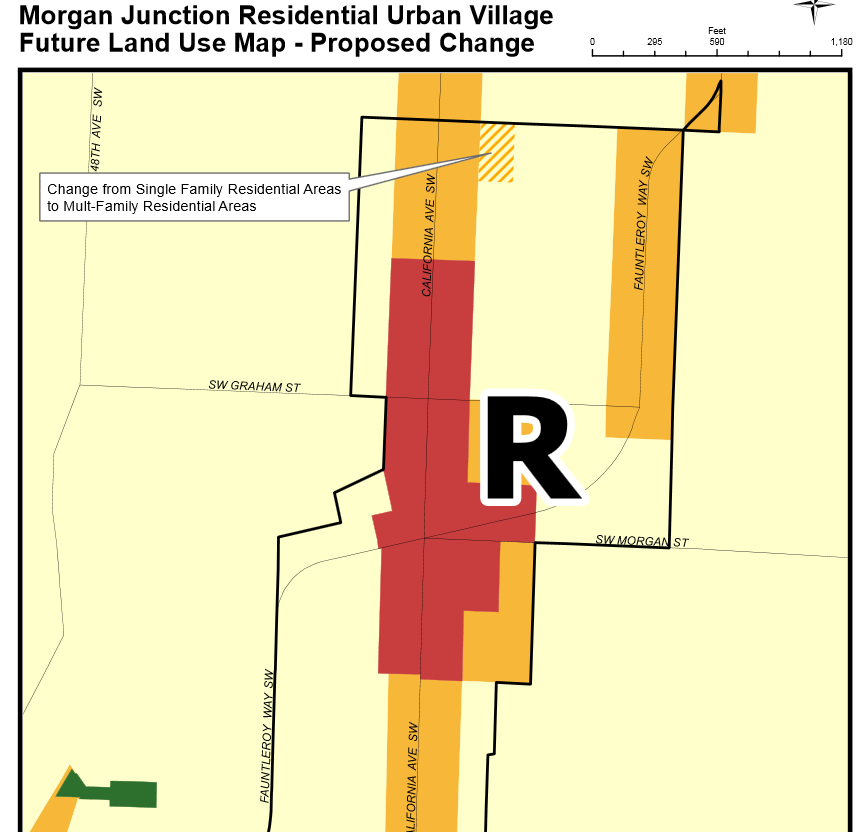 Morgan Junction Residential Urban Village
Future Land Use Map - Proposed Change
Feet
0 295 590 1,180
48TH AVE SW
Change from Single Family Residential Areas
to Mult-Family Residential Areas
CALIFORNIA AVE SW
FAUNTLEROY WAY SW
SW GRAHAM ST
R
SW MORGAN ST
FAUNTLEROY WAY SW
ALIFORNIA AVE SW